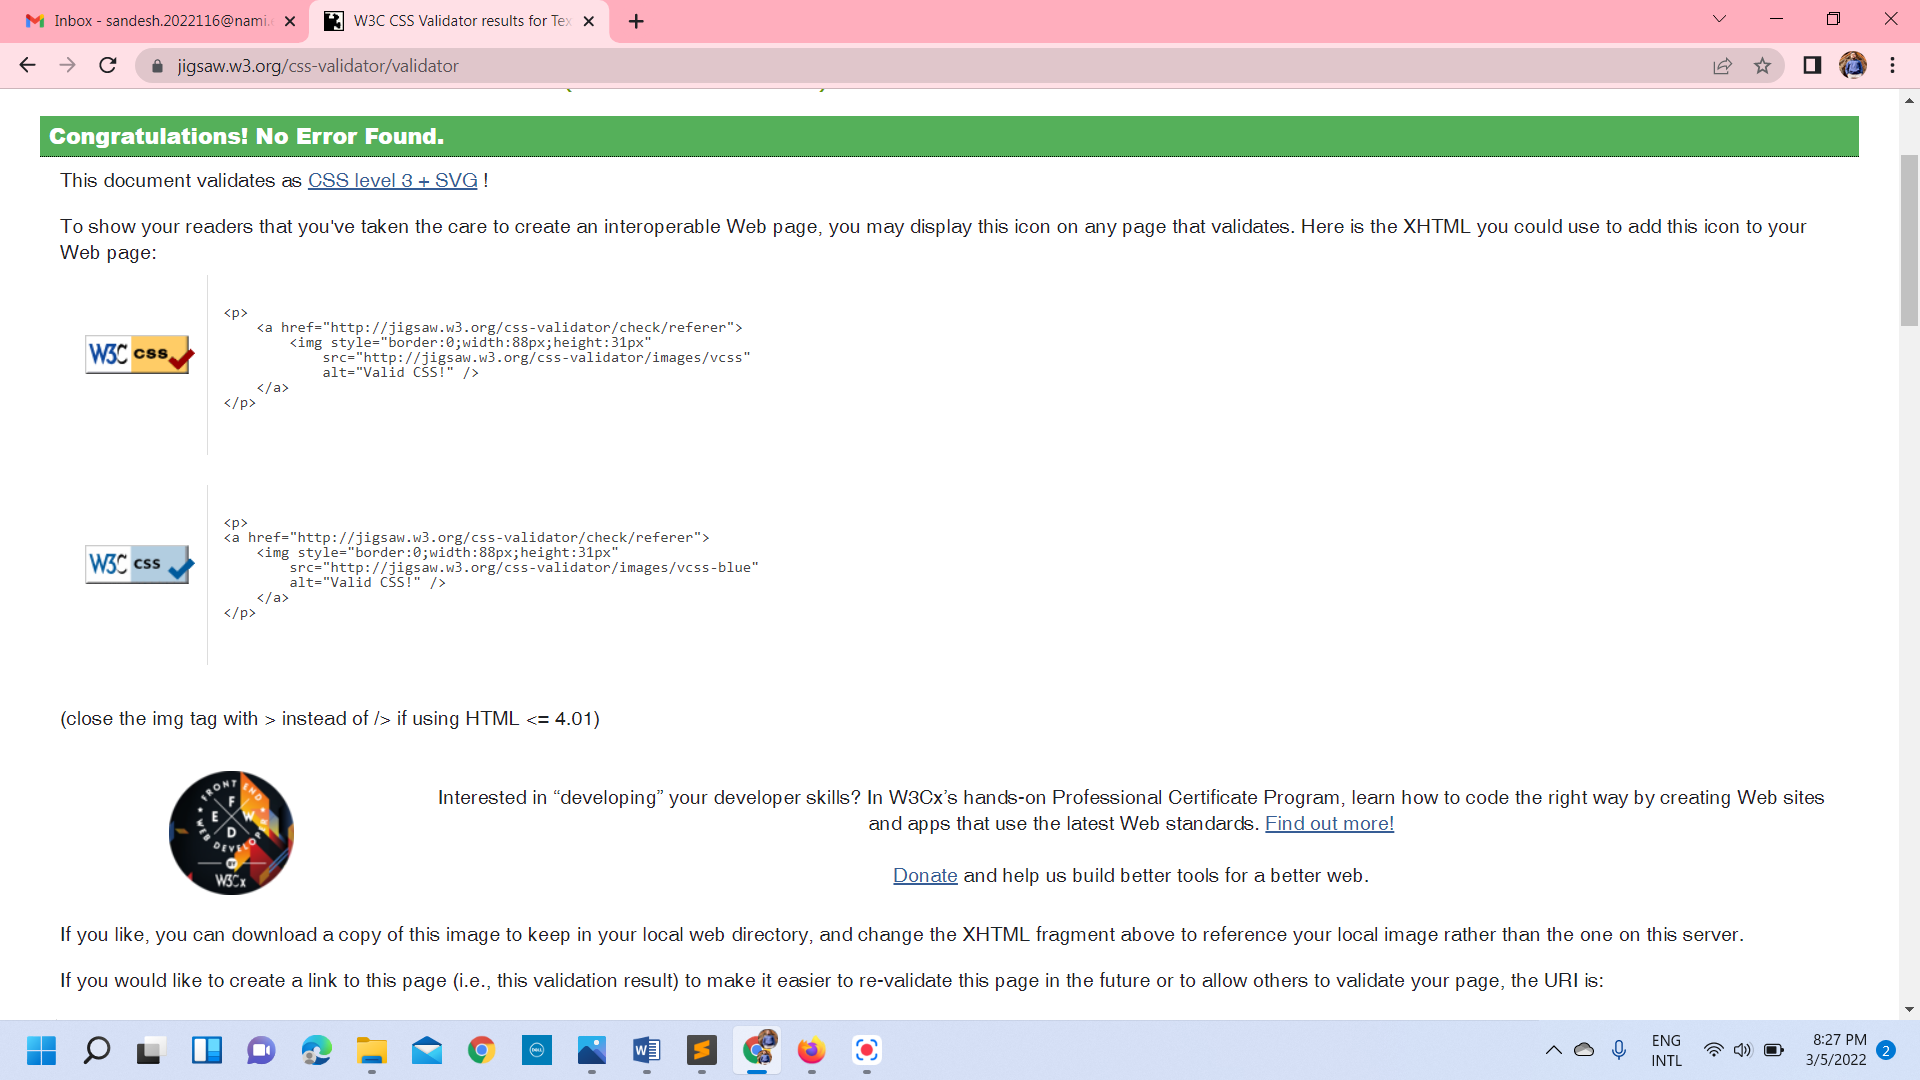 Inbox - sandesh.2022116@nami.
W3C CSS Validator results for Tex
jigsaw.w3.org/css-validator/validator
Congratulations! No Error Found.
This document validates as CSS level 3 + SVG !
To show your readers that you've taken the care to create an interoperable Web page, you may display this icon on any page that validates. Here is the XHTML you could use to add this icon to your
Web page:
W3C css
<p>
<a href="http://jigsaw.w3.org/css-validator/check/referer">
<img style="border:0;width:88px;height:31px"
src="http://jigsaw.w3.org/css-validator/images/vcss"
alt="Valid CSS!" />
</a>
</p>
W3C css
<p>
<a href="http://jigsaw.w3.org/css-validator/check/referer">
<img style="border:0;width:88px;height:31px"
src="http://jigsaw.w3.org/css-validator/images/vcss-blue"
alt="Valid CSS!" />
</a>
</p>
(close the img tag with > instead of /> if using HTML <= 4.01)
FRONT END
F E W D
WEB DEVELOPER
BY
W3Cx
Interested in “developing” your developer skills? In W3Cx’s hands-on Professional Certificate Program, learn how to code the right way by creating Web sites
and apps that use the latest Web standards. Find out more!
Donate and help us build better tools for a better web.
If you like, you can download a copy of this image to keep in your local web directory, and change the XHTML fragment above to reference your local image rather than the one on this server.
If you would like to create a link to this page (i.e., this validation result) to make it easier to re-validate this page in the future or to allow others to validate your page, the URI is:
DELL
ENG
INTL
8:27 PM
3/5/2022
2